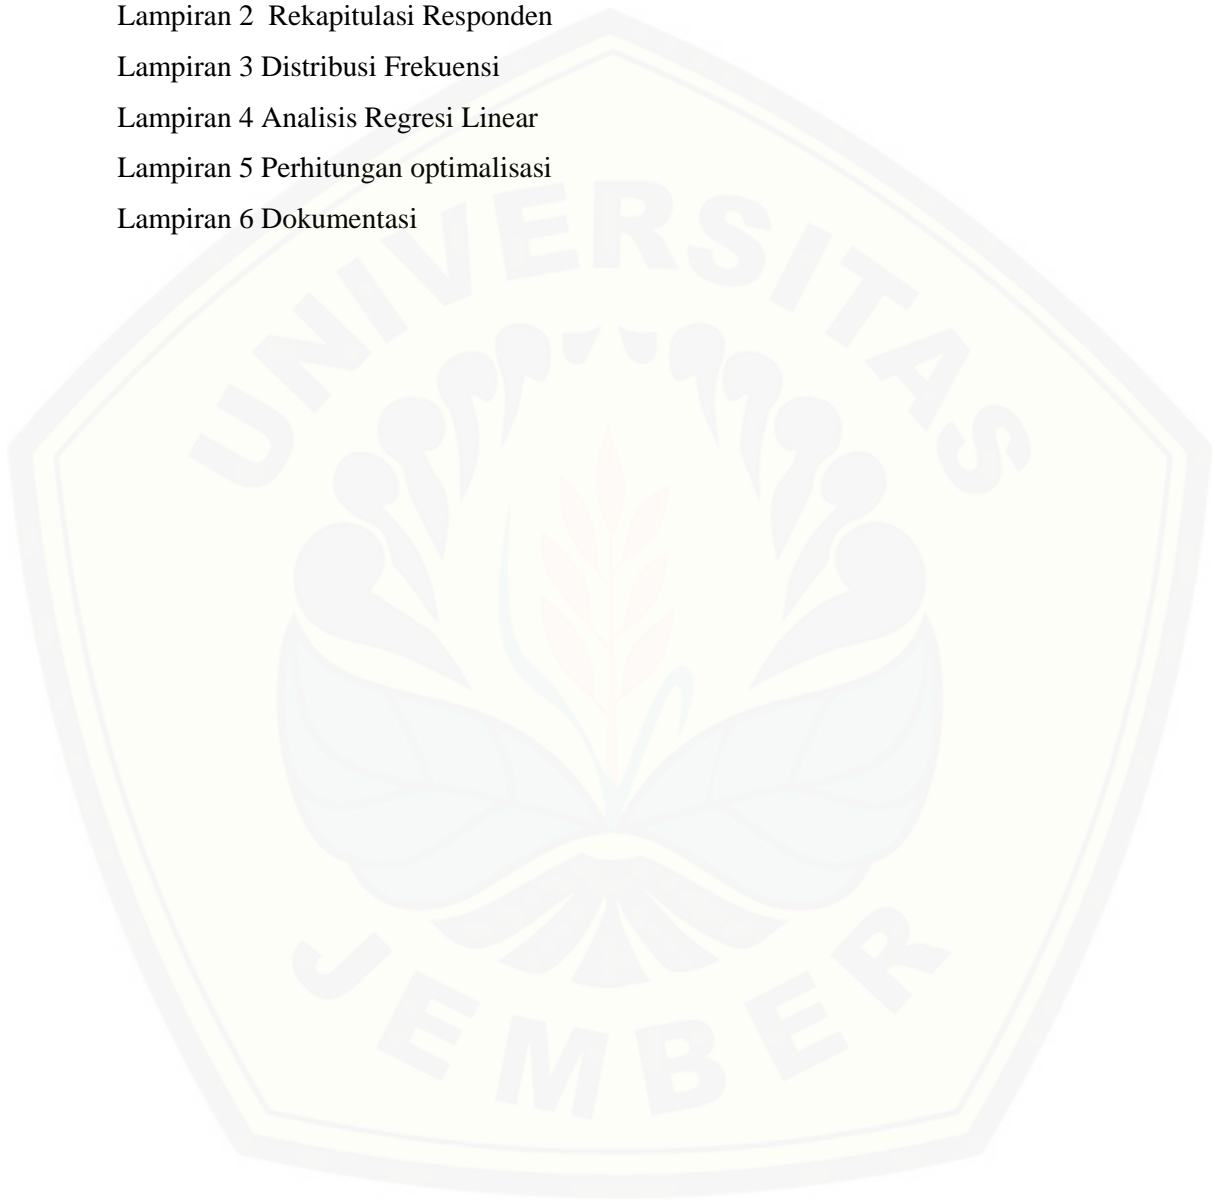 Lampiran 2  Rekapitulasi Responden
Lampiran 3 Distribusi Frekuensi
Lampiran 4 Analisis Regresi Linear
Lampiran 5 Perhitungan optimalisasi
Lampiran 6 Dokumentasi
UNIVERSITAS
JEMBER